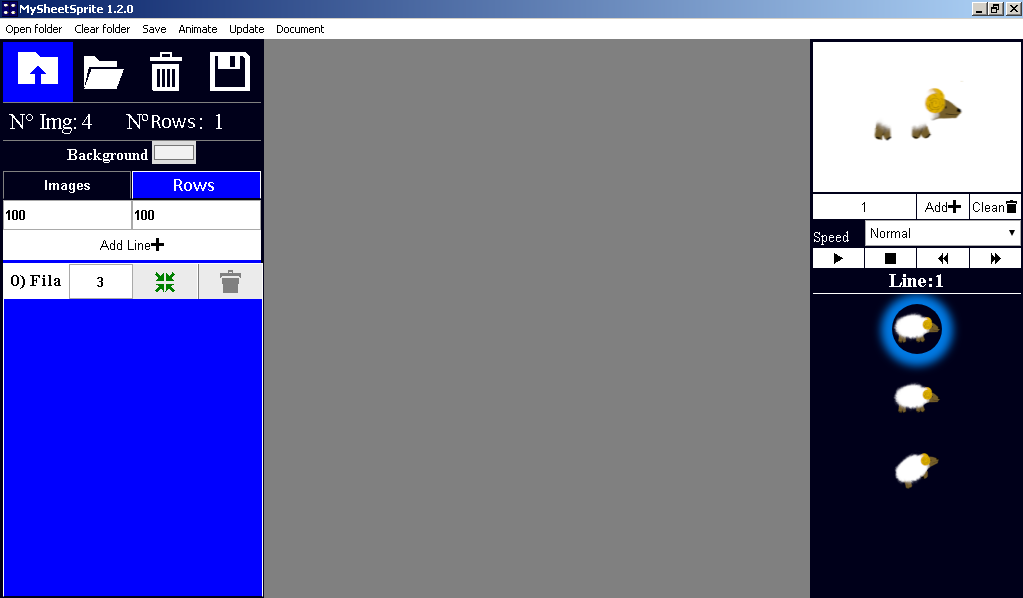 MySheetSprite 1.2.0
Open folder Clear folder Save Animate Update Document
N° Img: 4 NºRows: 1
Background
Images Rows
100 100
Add Line
0) Fila 3
1 Add Clean
Speed Normal
Line:1